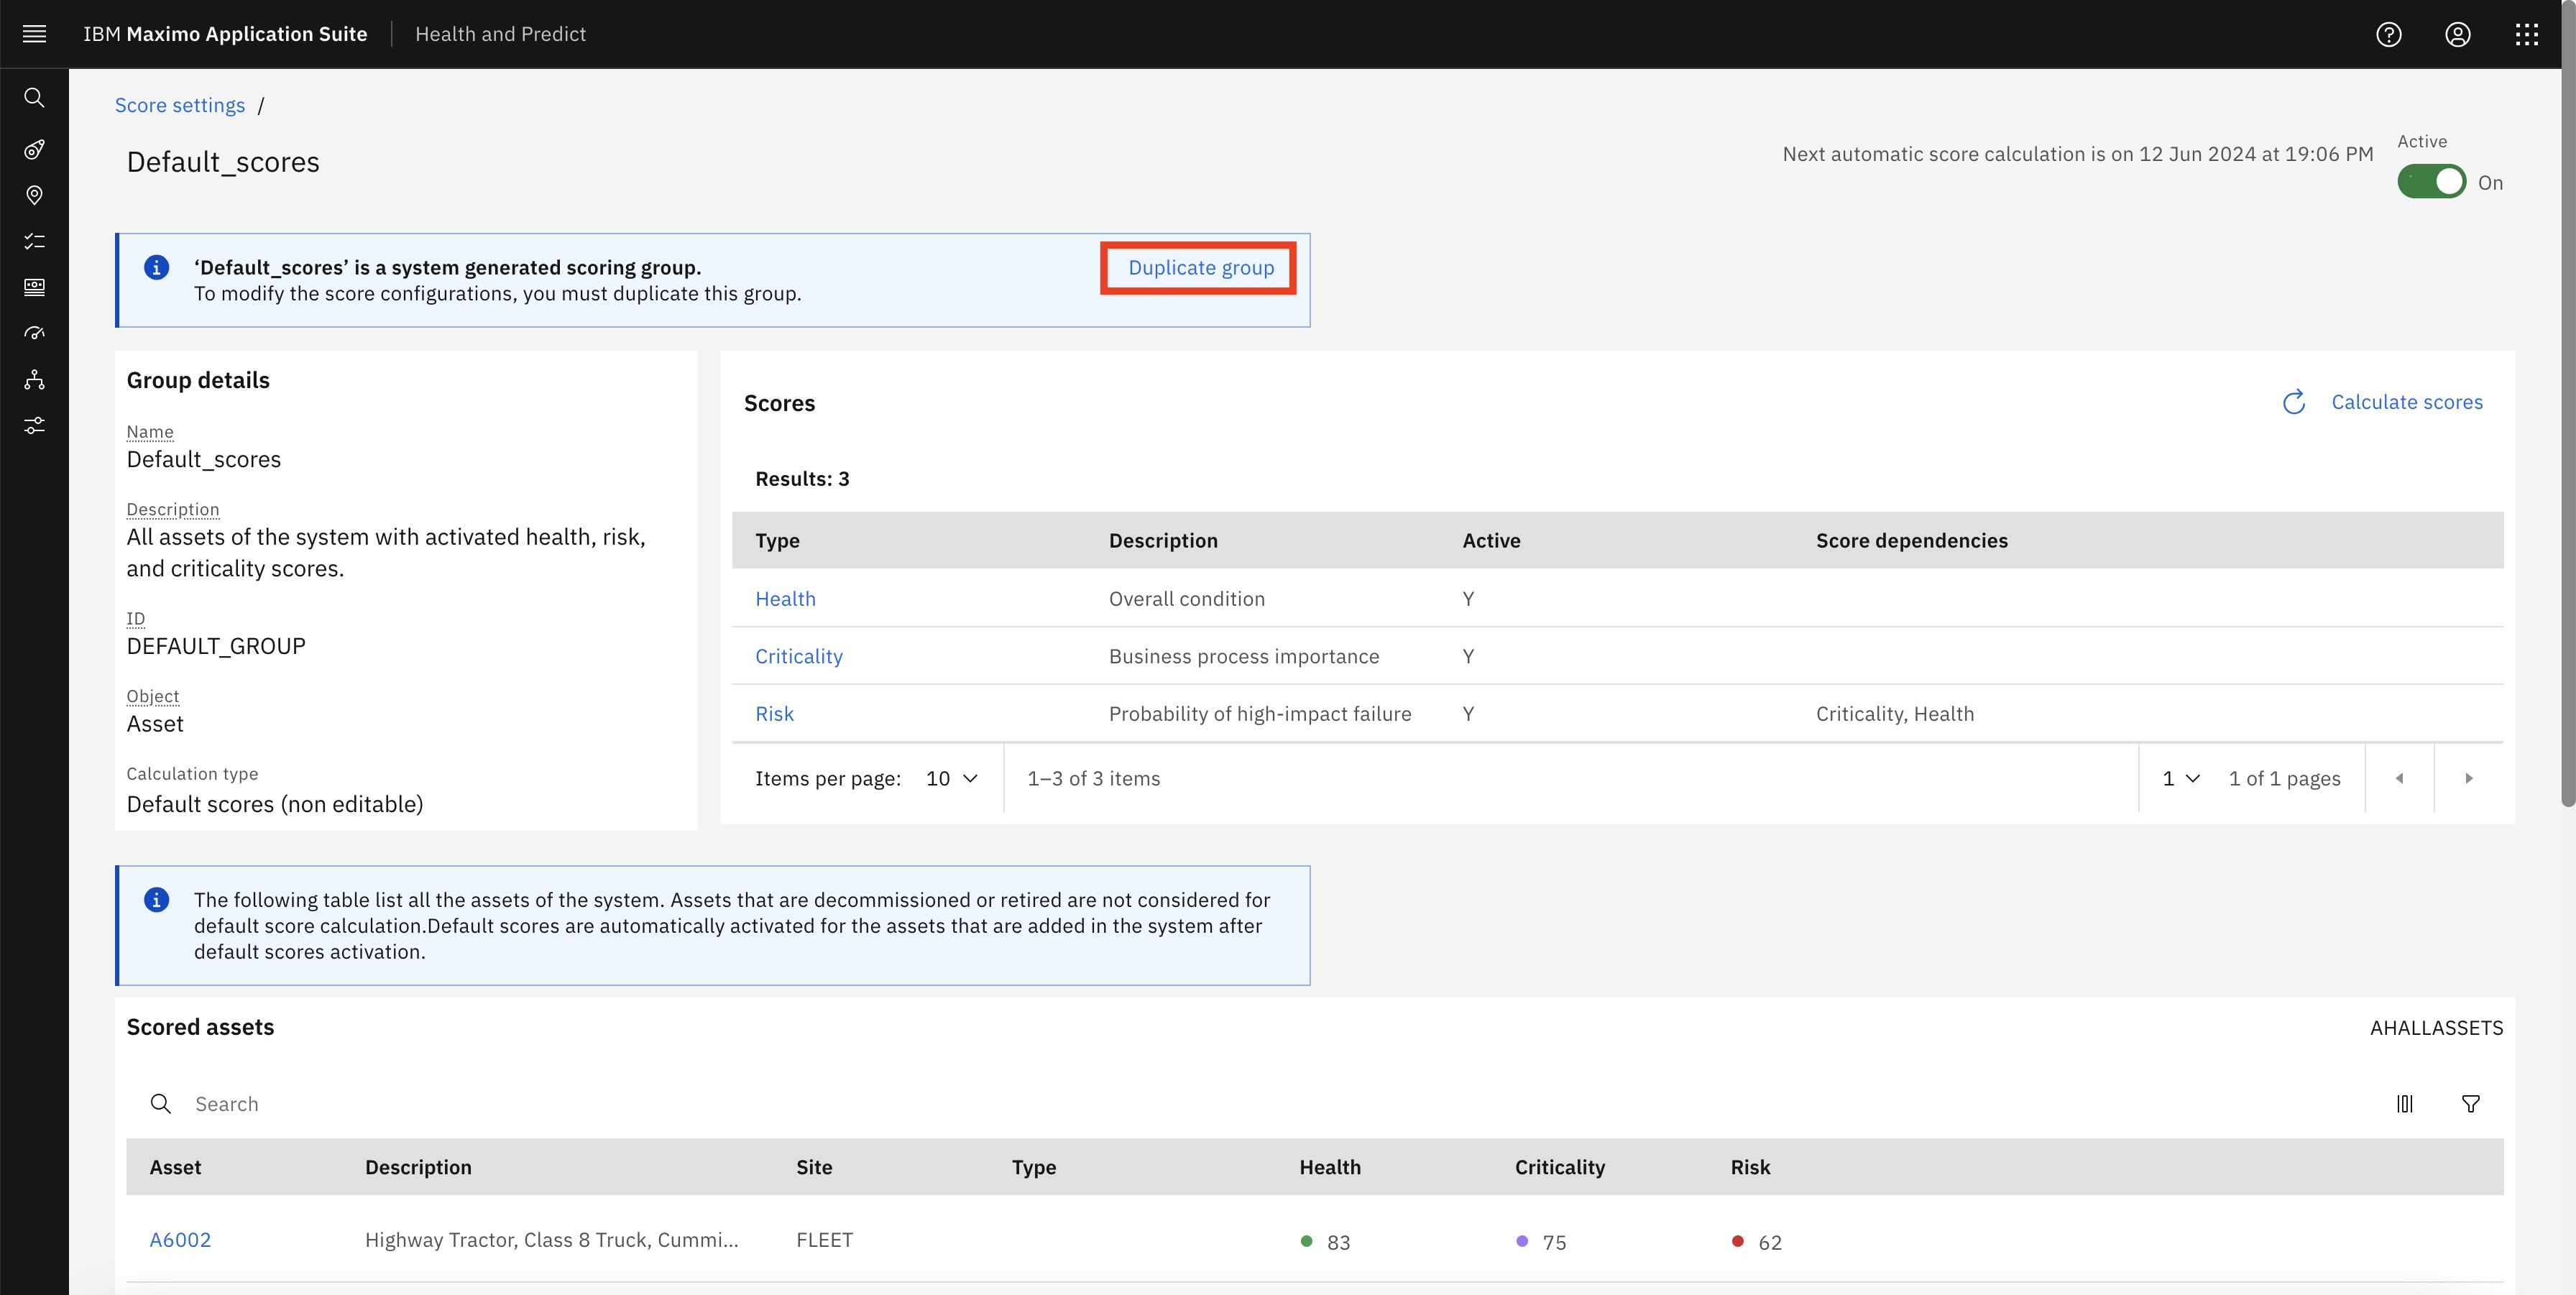 IBM Maximo Application Suite
Health and Predict
Score settings /
Default_scores
Next automatic score calculation is on 12 Jun 2024 at 19:06 PM
Active
On
‘Default_scores’ is a system generated scoring group.
To modify the score configurations, you must duplicate this group.
Duplicate group
Group details
Name
Default_scores
Description
All assets of the system with activated health, risk,
and criticality scores.
ID
DEFAULT_GROUP
Object
Asset
Calculation type
Default scores (non editable)
Scores
Calculate scores
Results: 3
Type Description Active Score dependencies
Health Overall condition Y
Criticality Business process importance Y
Risk Probability of high-impact failure Y Criticality, Health
Items per page: 10 1–3 of 3 items 1 1 of 1 pages
The following table list all the assets of the system. Assets that are decommissioned or retired are not considered for
default score calculation.Default scores are automatically activated for the assets that are added in the system after
default scores activation.
Scored assets
AHALLASSETS
Search
Asset Description Site Type Health Criticality Risk
A6002 Highway Tractor, Class 8 Truck, Cummi... FLEET 83 75 62